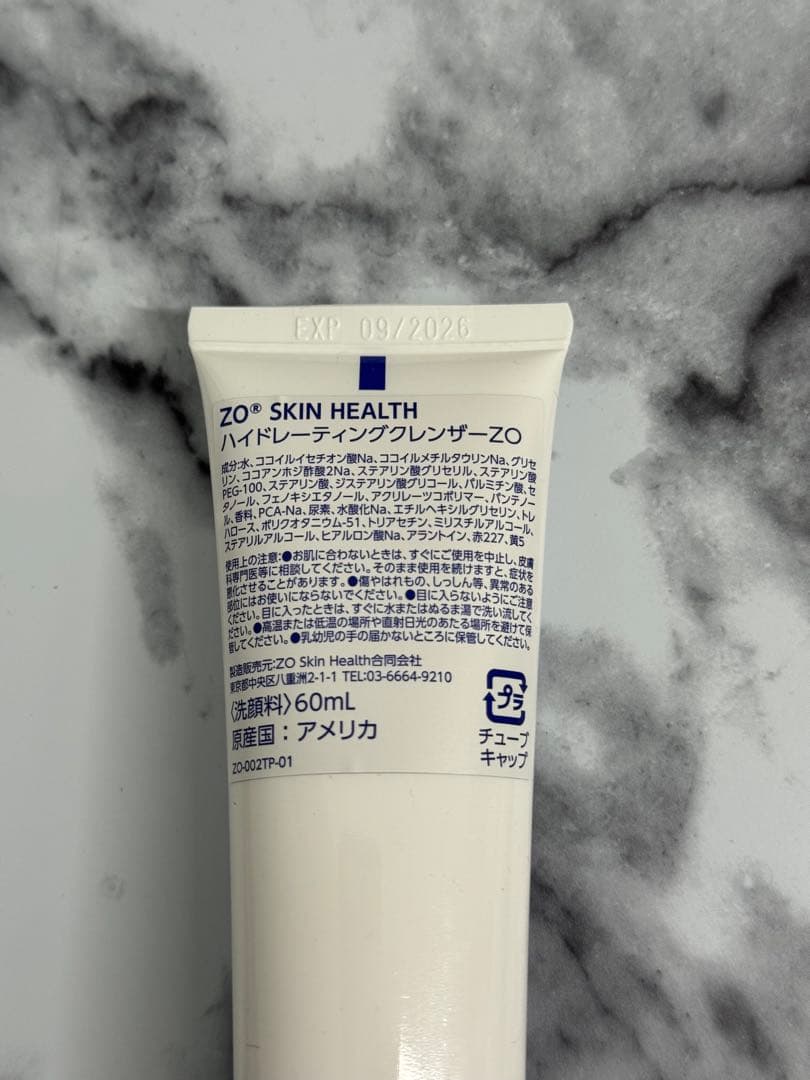 EXP 09/2026
ZO® SKIN HEALTH
ハイドレーティングクレンザーZO
成分:水、ココイルイセチオン酸Na、ココイルメチルタウリンNa、グリセ
リン、ココアンホジ酢酸2Na、ステアリン酸グリセリル、ステアリン酸
PEG-100、ステアリン酸、ジステアリン酸グリコール、パルミチン酸、セ
タノール、フェノキシエタノール、アクリレーツコポリマー、パンテノー
ル、香料、PCA-Na、尿素、水酸化Na、エチルヘキシルグリセリン、トレ
ハロース、ポリクオタニウム-51、トリアセチン、ミリスチルアルコール、
ステアリルアルコール、ヒアルロン酸Na、アラントイン、赤227、黄5
使用上の注意:●お肌に合わないときは、すぐにご使用を中止し、皮膚
科専門医等に相談してください。そのまま使用を続けますと、症状を
悪化させることがあります。●傷やはれもの、しっしん等、異常のある
部位にはお使いにならないでください。●目に入らないようにご注意
ください。目に入ったときは、すぐに水またはぬるま湯で洗い流してく
ださい。●高温または低温の場所や直射日光のあたる場所を避けて保
管してください。●乳幼児の手の届かないところに保管してください。
製造販売元:ZO Skin Health合同会社
東京都中央区八重洲2-1-1 TEL:03-6664-9210
〈洗顔料〉60mL
原産国：アメリカ
ZO-002TP-01
プラ
チューブ
キャップ